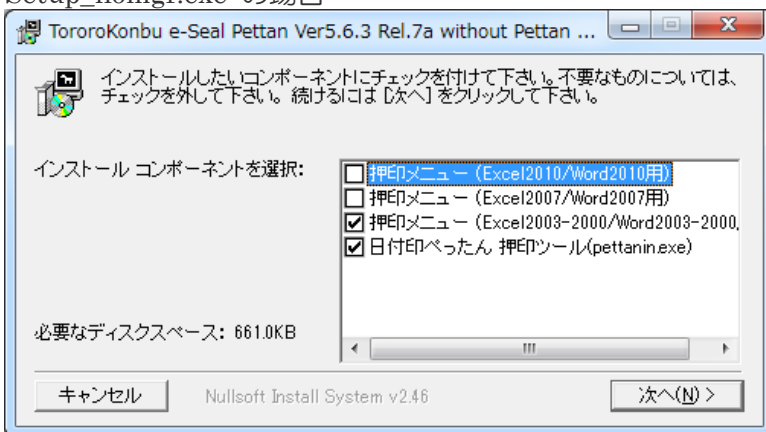 TororoKonbu e-Seal Pettan Ver5.6.3 Rel.7a without Pettan ...
インストールしたいコンポーネントにチェックを付けて下さい。不要なものについては、
チェックを外して下さい。続けるには [次へ] をクリックして下さい。
インストール コンポーネントを選択:
押印メニュー (Excel2010/Word2010用)
押印メニュー (Excel2007/Word2007用)
押印メニュー (Excel2003-2000/Word2003-2000,
日付印ぺったん 押印ツール(pettanin.exe)
必要なディスクスペース: 661.0KB
キャンセル
Nullsoft Install System v2.46
次へ(N) >